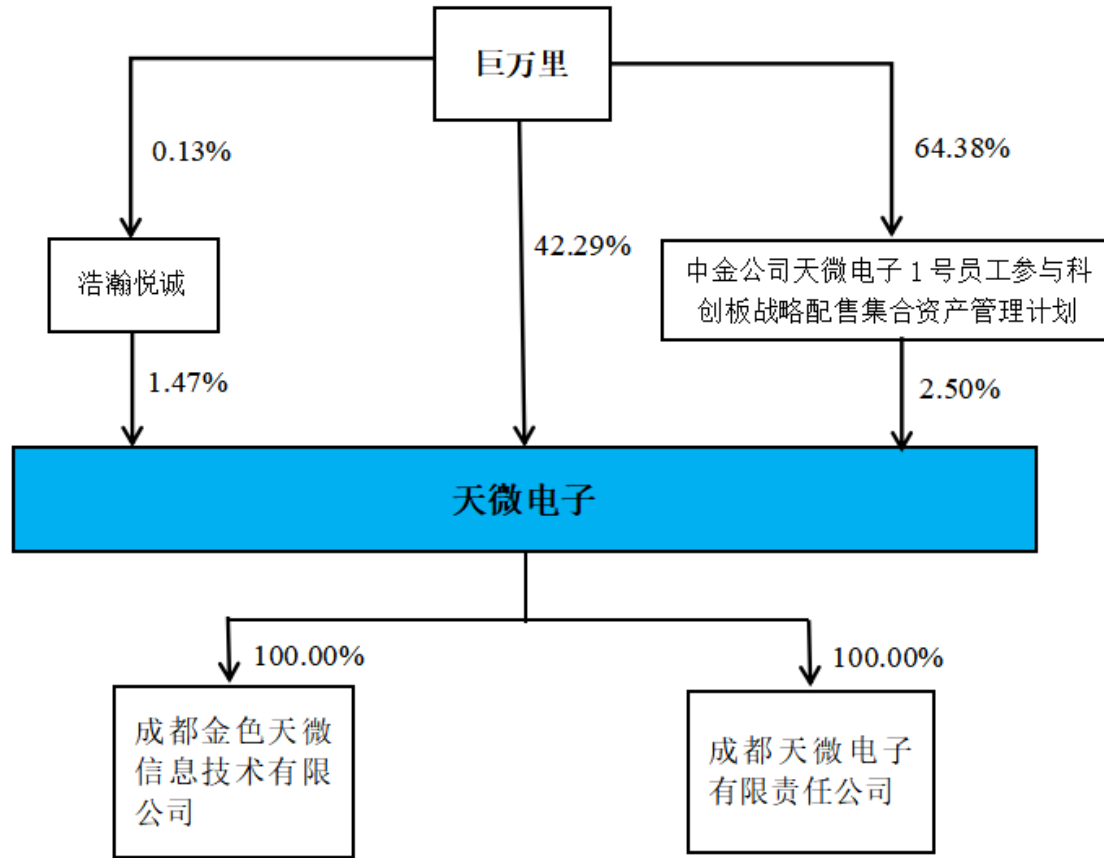 巨万里
0.13%
64.38%
42.29%
浩瀚悦诚
中金公司天微电子1号员工参与科
创板战略配售集合资产管理计划
1.47%
2.50%
天微电子
100.00%
100.00%
成都金色天微
信息技术有限
公司
成都天微电子
有限责任公司